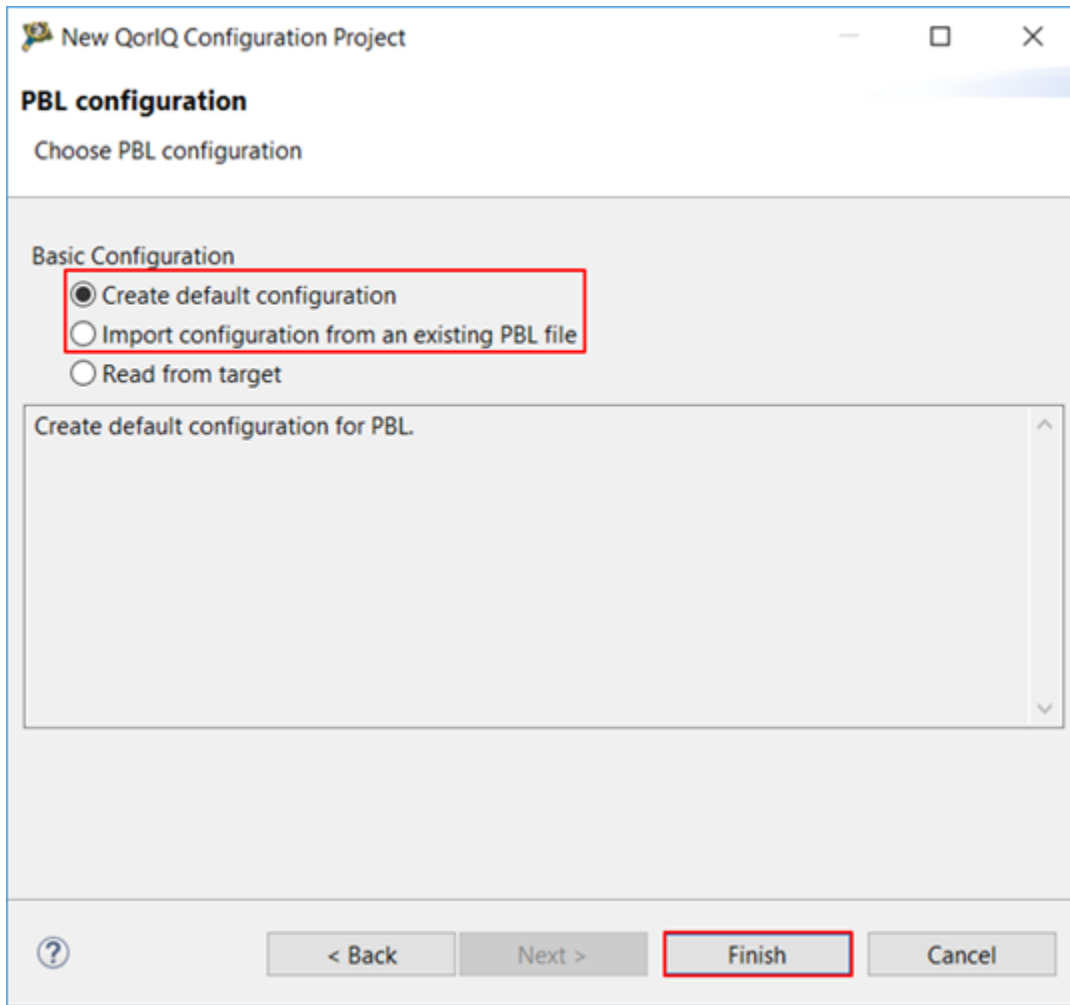 New QorIQ Configuration Project
PBL configuration
Choose PBL configuration
Basic Configuration
Create default configuration
Import configuration from an existing PBL file
Read from target
Create default configuration for PBL.
? < Back Next > Finish Cancel